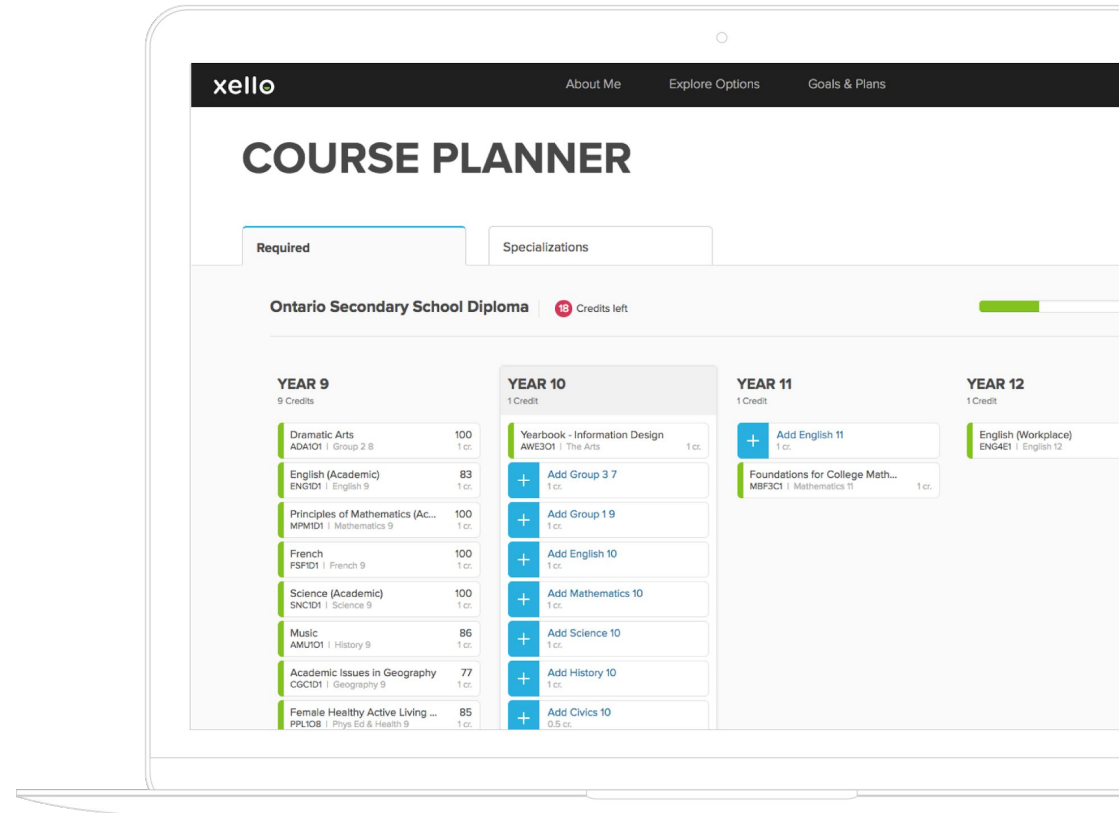 xello
About Me
Explore Options
Goals & Plans
COURSE PLANNER
Required
Specializations
Ontario Secondary School Diploma
18 Credits left
YEAR 9
9 Credits
Dramatic Arts 100
ADA1O1 | Group 2 8 1 cr.
English (Academic) 83
ENG1D1 | English 9 1 cr.
Principles of Mathematics (Ac... 100
MPM1D1 | Mathematics 9 1 cr.
French 100
FSF1D1 | French 9 1 cr.
Science (Academic) 100
SNC1D1 | Science 9 1 cr.
Music 86
AMU1O1 | History 9 1 cr.
Academic Issues in Geography 77
CGC1D1 | Geography 9 1 cr.
Female Healthy Active Living ... 85
PPL1OB | Phys Ed & Health 9 1 cr.
YEAR 10
1 Credit
Yearbook - Information Design
AWE3O1 | The Arts 1 cr.
+ Add Group 3 7
1 cr.
+ Add Group 1 9
1 cr.
+ Add English 10
1 cr.
+ Add Mathematics 10
1 cr.
+ Add Science 10
1 cr.
+ Add History 10
1 cr.
+ Add Civics 10
0.5 cr.
YEAR 11
1 Credit
+ Add English 11
1 cr.
Foundations for College Math...
MBF3C1 | Mathematics 11 1 cr.
YEAR 12
1 Credit
English (Workplace)
ENG4E1 | English 12